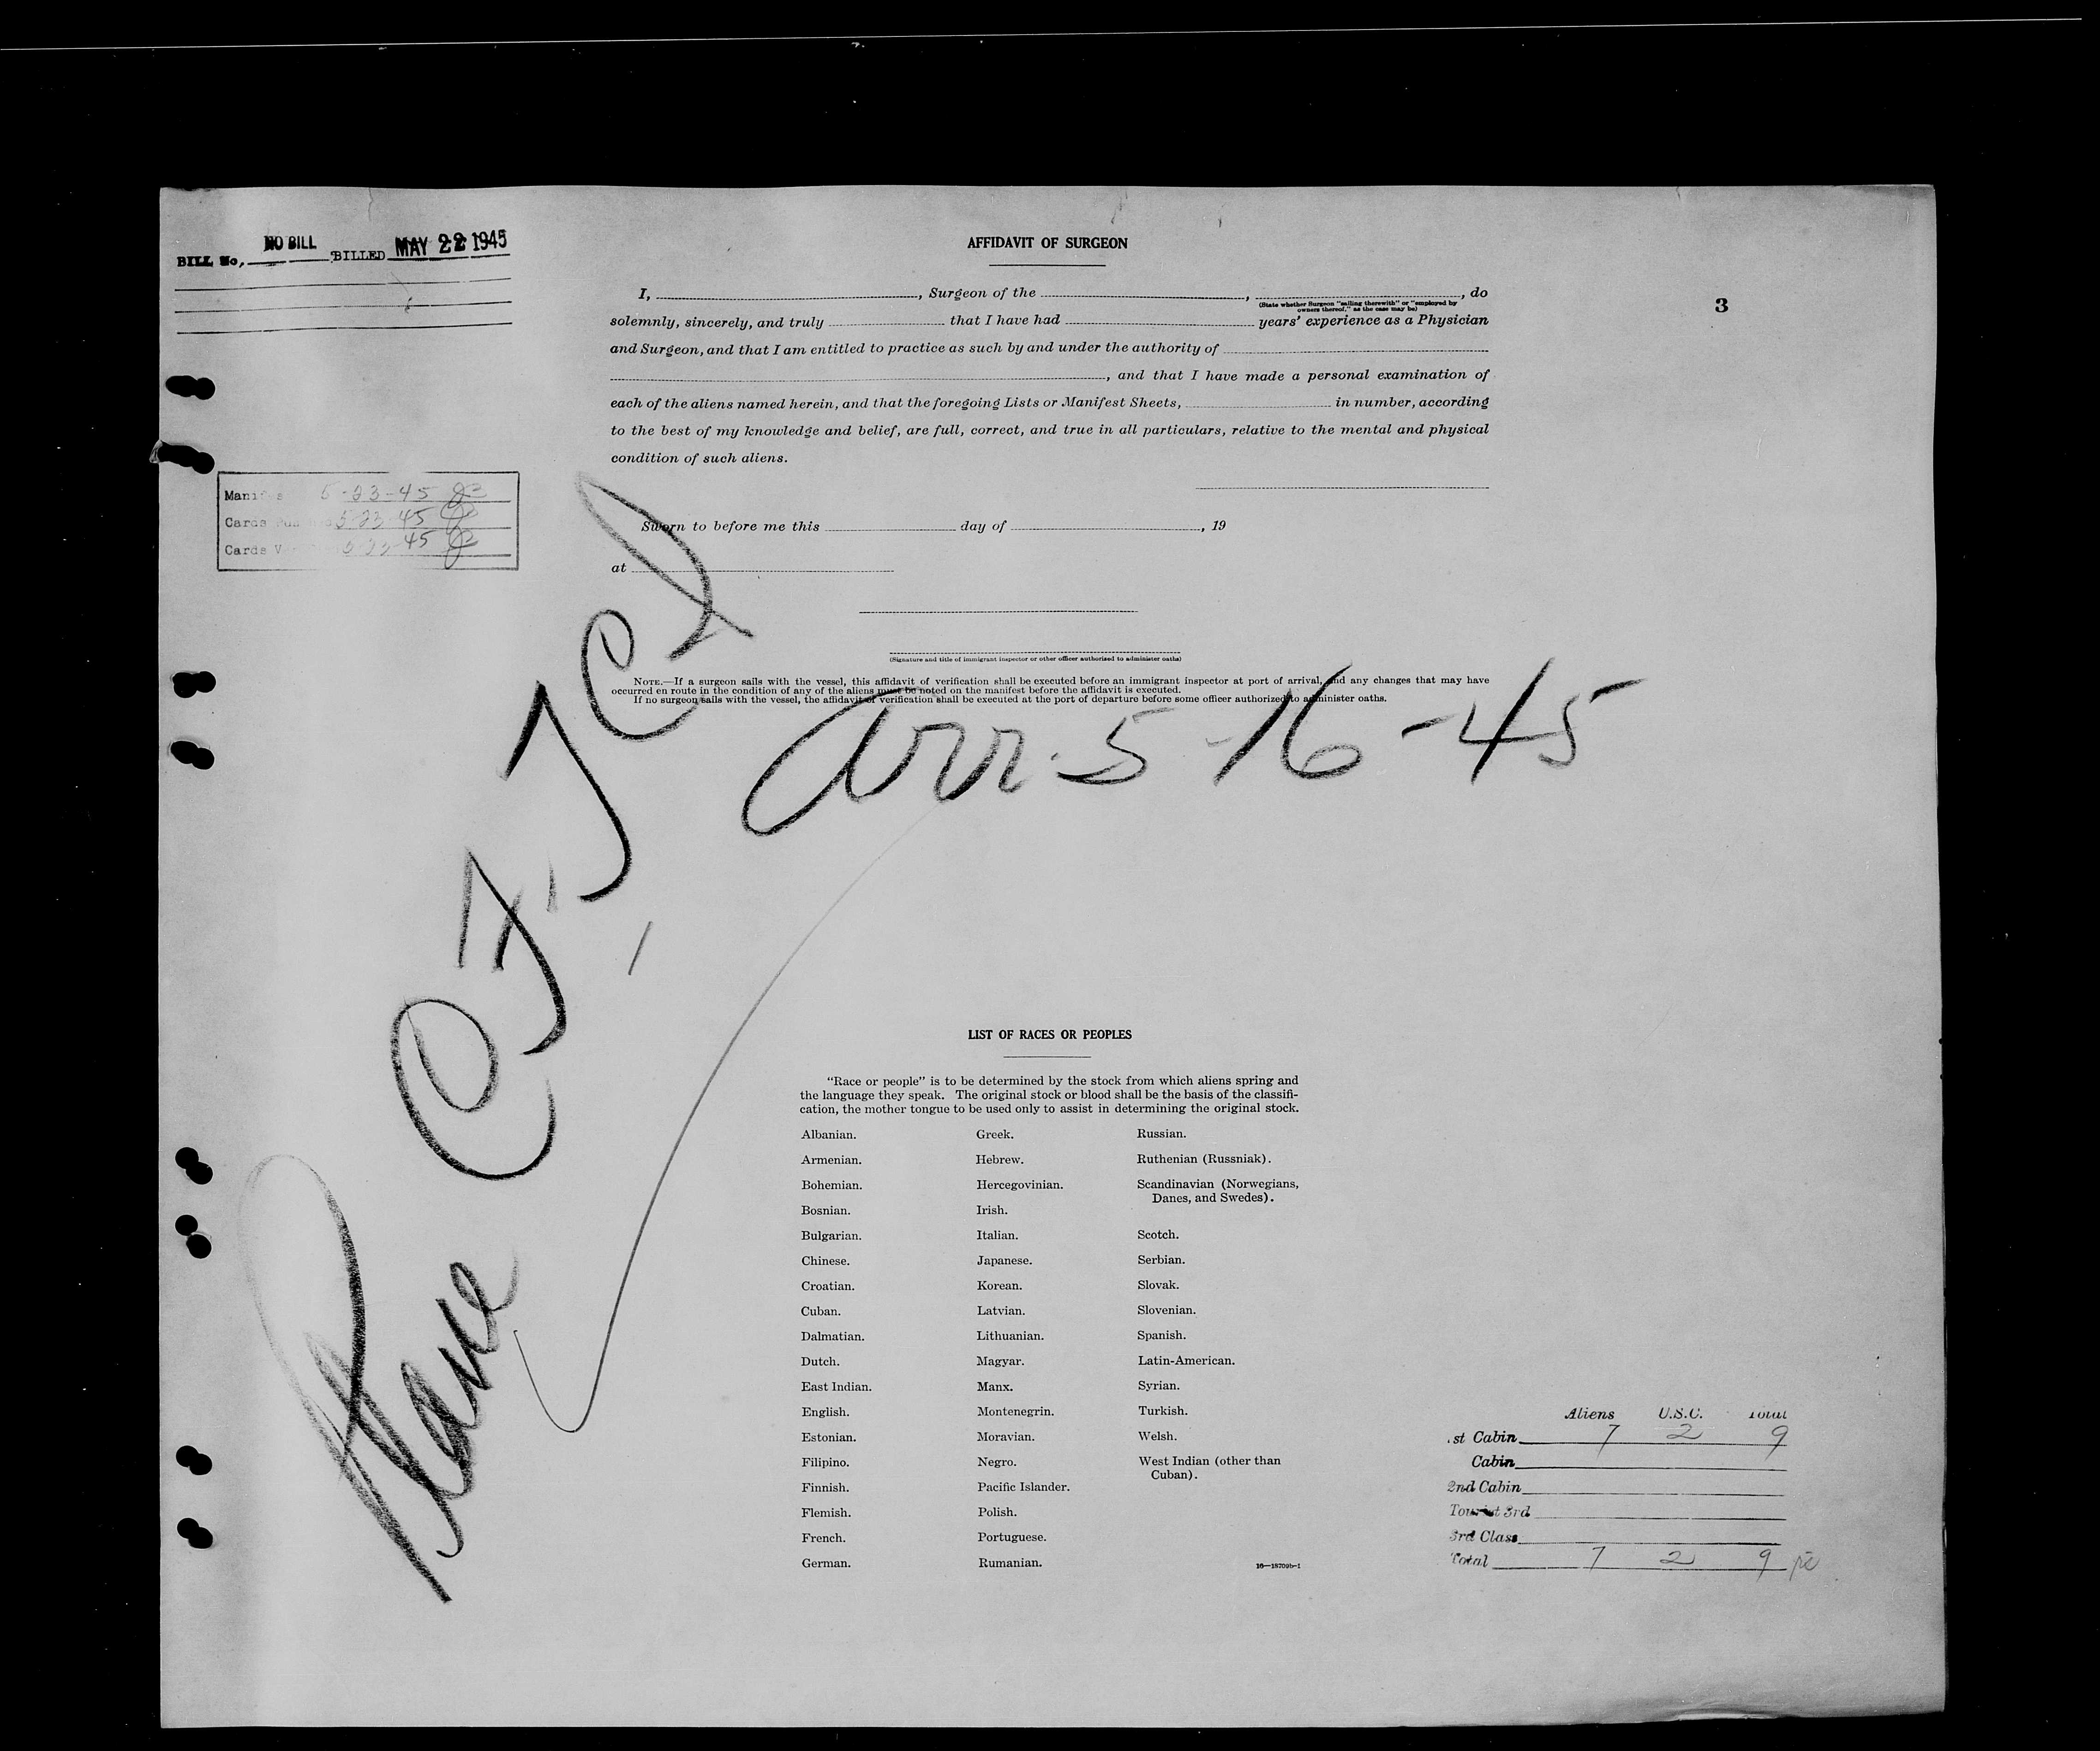 BILL No, NO BILL BILLED MAY 22 1945
AFFIDAVIT OF SURGEON
3
I, , Surgeon of the , , do
(State whether Surgeon "sailing therewith" or "employed by
owners thereof," as the case may be)
solemnly, sincerely, and truly that I have had years' experience as a Physician
and Surgeon, and that I am entitled to practice as such by and under the authority of
, and that I have made a personal examination of
each of the aliens named herein, and that the foregoing Lists or Manifest Sheets, in number, according
to the best of my knowledge and belief, are full, correct, and true in all particulars, relative to the mental and physical
condition of such aliens.
5-23-45
Cards 5-23-45
Cards 45
Sworn to before me this day of , 19
at
(Signature and title of immigrant inspector or other officer authorized to administer oaths)
NOTE.—If a surgeon sails with the vessel, this affidavit of verification shall be executed before an immigrant inspector at port of arrival, and any changes that may have
occurred en route in the condition of any of the aliens must be noted on the manifest before the affidavit is executed.
If no surgeon sails with the vessel, the affidavit of verification shall be executed at the port of departure before some officer authorized to administer oaths.
Plane
Arr. 5-16-45
LIST OF RACES OR PEOPLES
"Race or people" is to be determined by the stock from which aliens spring and
the language they speak. The original stock or blood shall be the basis of the classifi-
cation, the mother tongue to be used only to assist in determining the original stock.
Albanian. Greek. Russian.
Armenian. Hebrew. Ruthenian (Russniak).
Bohemian. Hercegovinian. Scandinavian (Norwegians,
Danes, and Swedes).
Bosnian. Irish.
Bulgarian. Italian. Scotch.
Chinese. Japanese. Serbian.
Croatian. Korean. Slovak.
Cuban. Latvian. Slovenian.
Dalmatian. Lithuanian. Spanish.
Dutch. Magyar. Latin-American.
East Indian. Manx. Syrian.
English. Montenegrin. Turkish.
Estonian. Moravian. Welsh.
Filipino. Negro. West Indian (other than
Cuban).
Finnish. Pacific Islander.
Flemish. Polish.
French. Portuguese.
German. Rumanian. 16—18709b-1
Aliens U.S.C. Total
st Cabin 7 2 9
Cabin
2nd Cabin
Tourist 3rd
3rd Class
Total 7 2 9